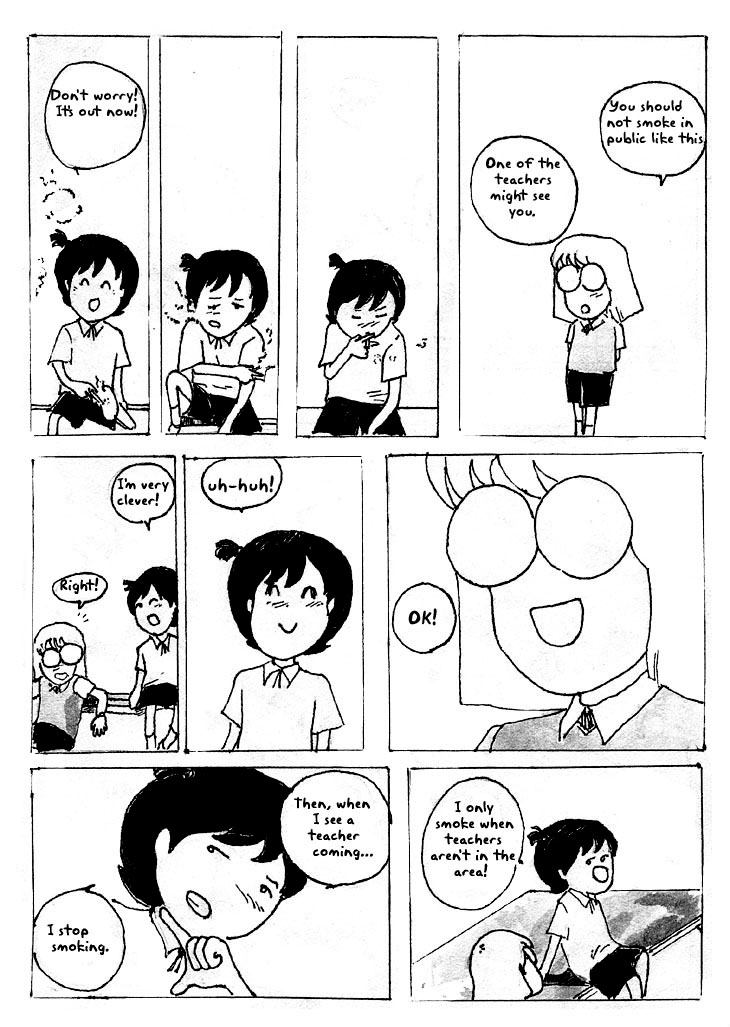 You should
not smoke in
public like this
One of the
teachers
might see
you.
Don't worry!
It's out now!
OK!
uh-huh!
I'm very
clever!
Right!
I only
smoke when
teachers
aren't in the
area!
Then, when
I see a
teacher
coming...
I stop
smoking.